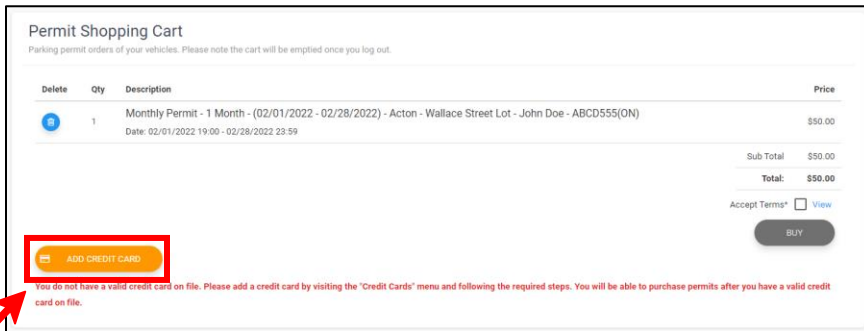 Permit Shopping Cart
Parking permit orders of your vehicles. Please note the cart will be emptied once you log out.
Delete Qty Description Price
1 Monthly Permit - 1 Month - (02/01/2022 - 02/28/2022) - Acton - Wallace Street Lot - John Doe - ABCD555(ON) $50.00
Date: 02/01/2022 19:00 - 02/28/2022 23:59
Sub Total $50.00
Total: $50.00
Accept Terms* View
BUY
ADD CREDIT CARD
You do not have a valid credit card on file. Please add a credit card by visiting the "Credit Cards" menu and following the required steps. You will be able to purchase permits after you have a valid credit
card on file.